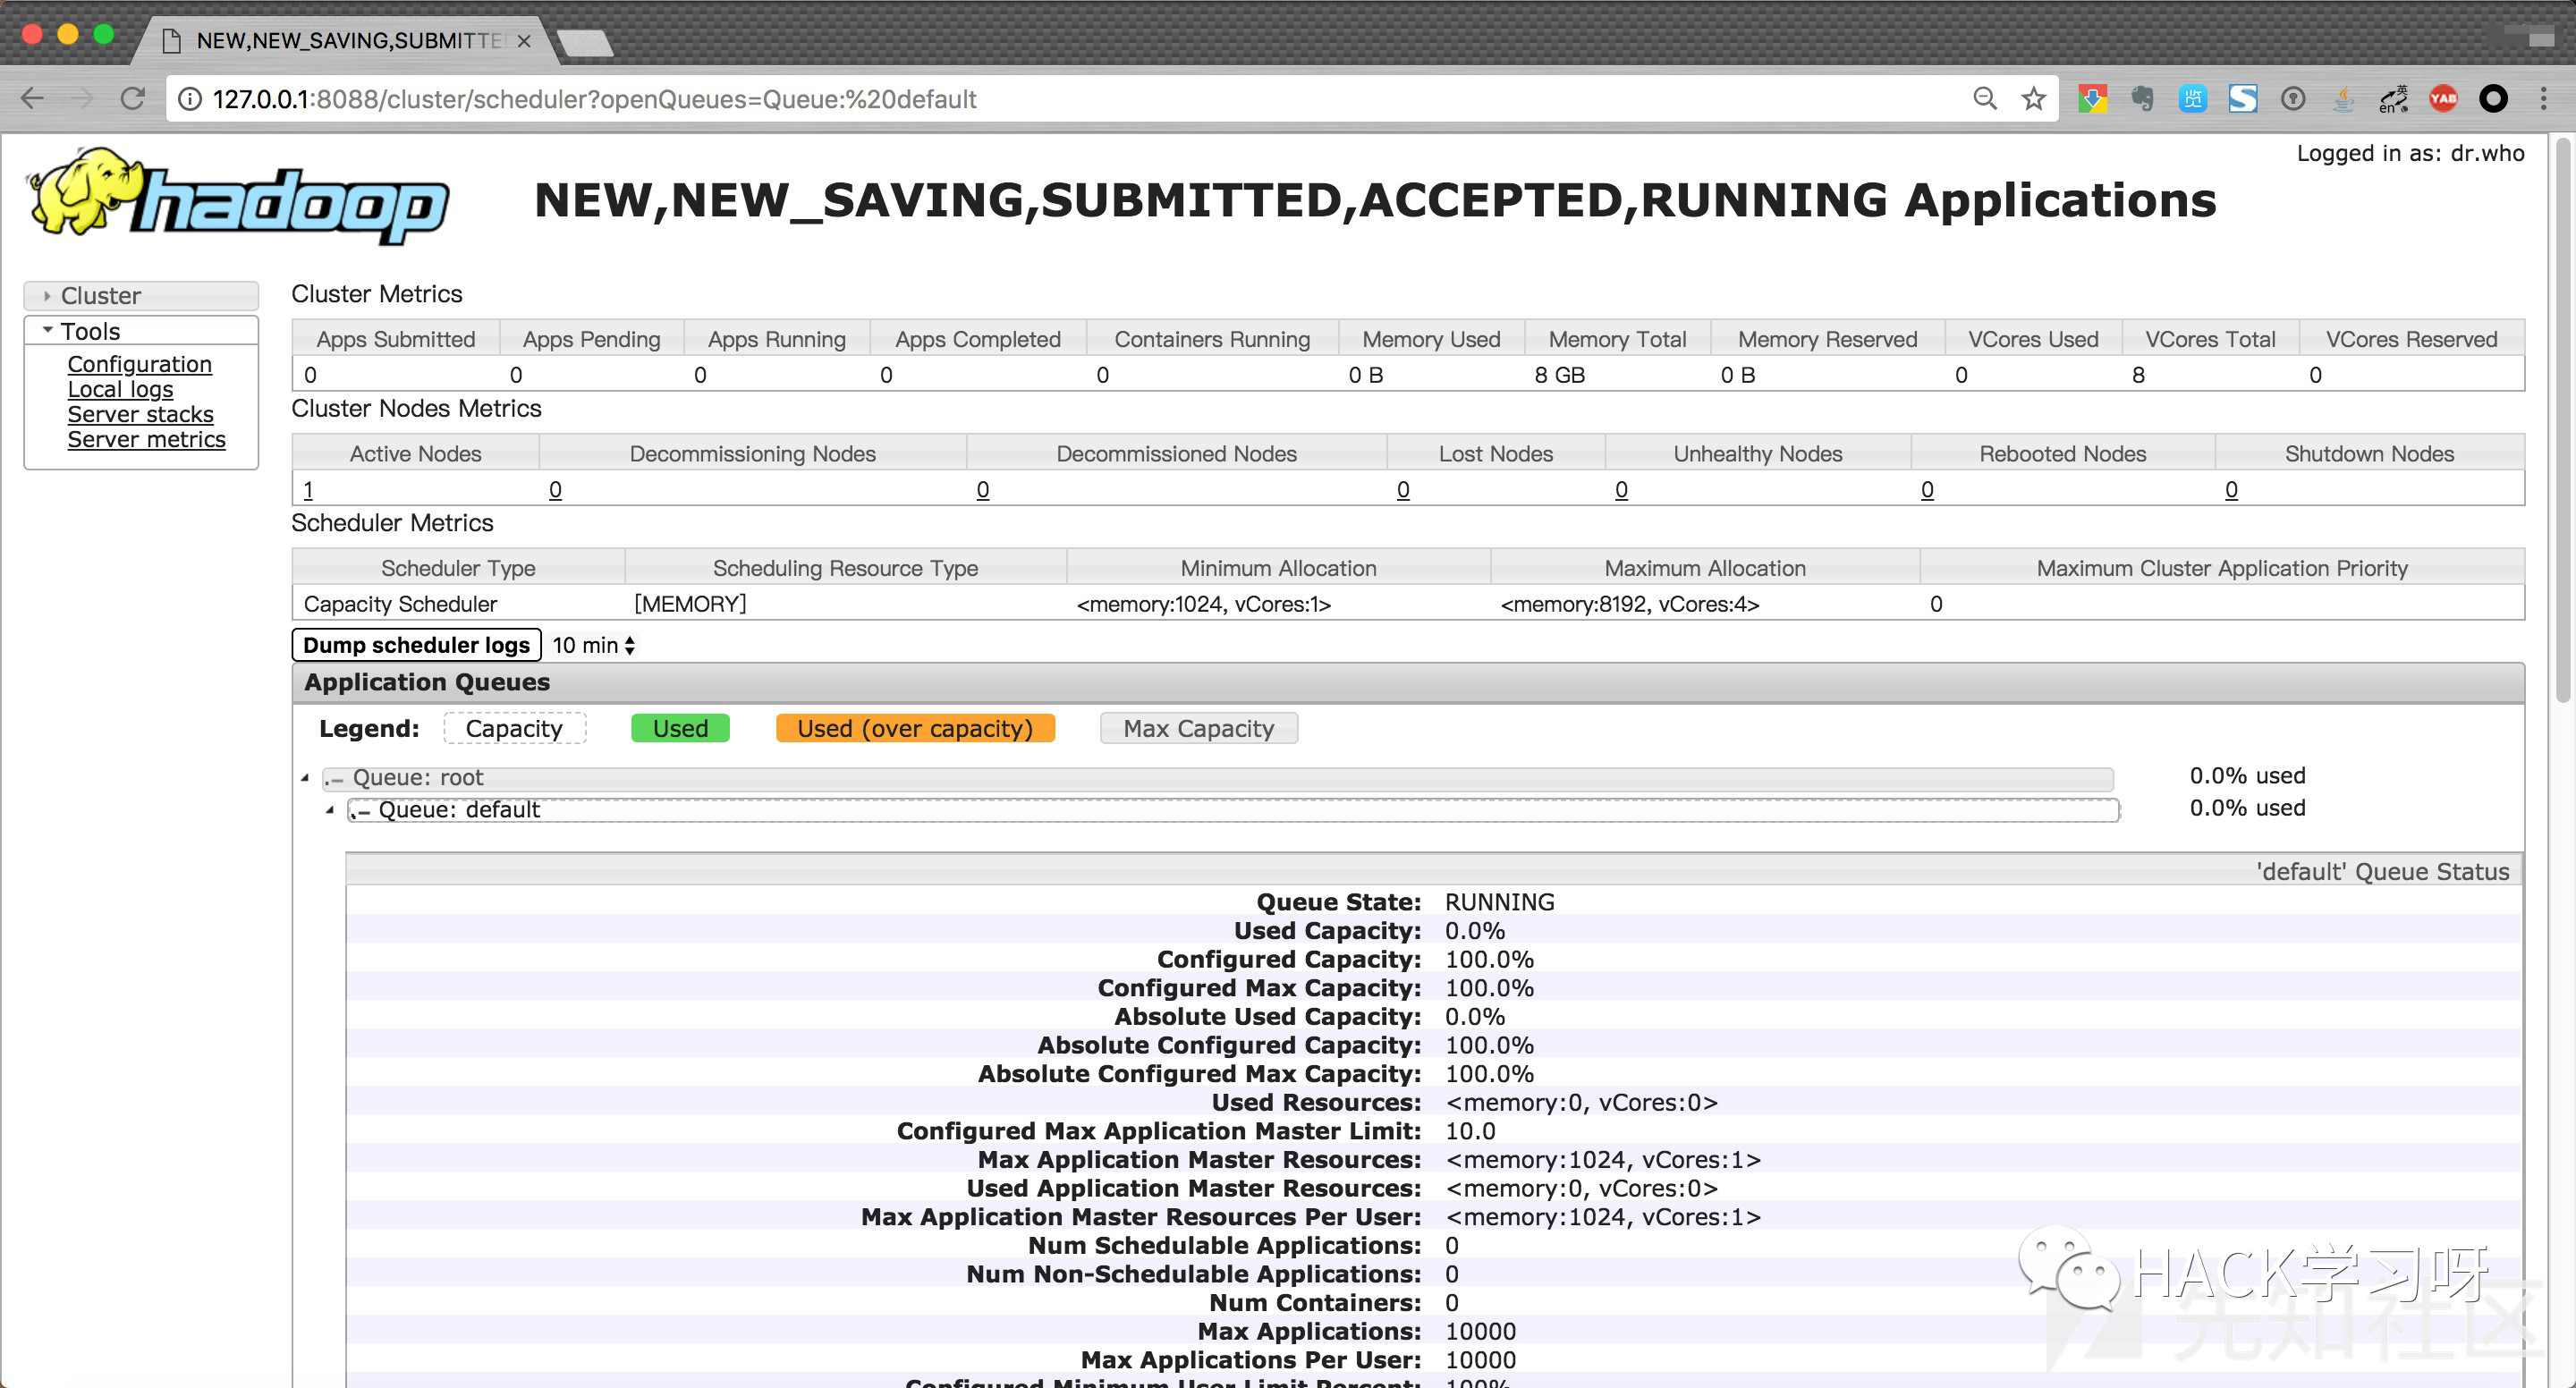 NEW,NEW_SAVING,SUBMITTE
127.0.0.1:8088/cluster/scheduler?openQueues=Queue:%20default
览
S
英
en
YAB
Logged in as: dr.who
hadoop
NEW,NEW_SAVING,SUBMITTED,ACCEPTED,RUNNING Applications
Cluster
Tools
Configuration
Local logs
Server stacks
Server metrics
Cluster Metrics
Apps Submitted Apps Pending Apps Running Apps Completed Containers Running Memory Used Memory Total Memory Reserved VCores Used VCores Total VCores Reserved
0 0 0 0 0 0 B 8 GB 0 B 0 8 0
Cluster Nodes Metrics
Active Nodes Decommissioning Nodes Decommissioned Nodes Lost Nodes Unhealthy Nodes Rebooted Nodes Shutdown Nodes
1 0 0 0 0 0 0
Scheduler Metrics
Scheduler Type Scheduling Resource Type Minimum Allocation Maximum Allocation Maximum Cluster Application Priority
Capacity Scheduler [MEMORY] <memory:1024, vCores:1> <memory:8192, vCores:4> 0
Dump scheduler logs 10 min
Application Queues
Legend: Capacity Used Used (over capacity) Max Capacity
Queue: root 0.0% used
Queue: default 0.0% used
'default' Queue Status
Queue State: RUNNING
Used Capacity: 0.0%
Configured Capacity: 100.0%
Configured Max Capacity: 100.0%
Absolute Used Capacity: 0.0%
Absolute Configured Capacity: 100.0%
Absolute Configured Max Capacity: 100.0%
Used Resources: <memory:0, vCores:0>
Configured Max Application Master Limit: 10.0
Max Application Master Resources: <memory:1024, vCores:1>
Used Application Master Resources: <memory:0, vCores:0>
Max Application Master Resources Per User: <memory:1024, vCores:1>
Num Schedulable Applications: 0
Num Non-Schedulable Applications: 0
Num Containers: 0
Max Applications: 10000
Max Applications Per User: 10000
Configured Minimum User Limit Percent: 100%
HACK学习呀
先知社区